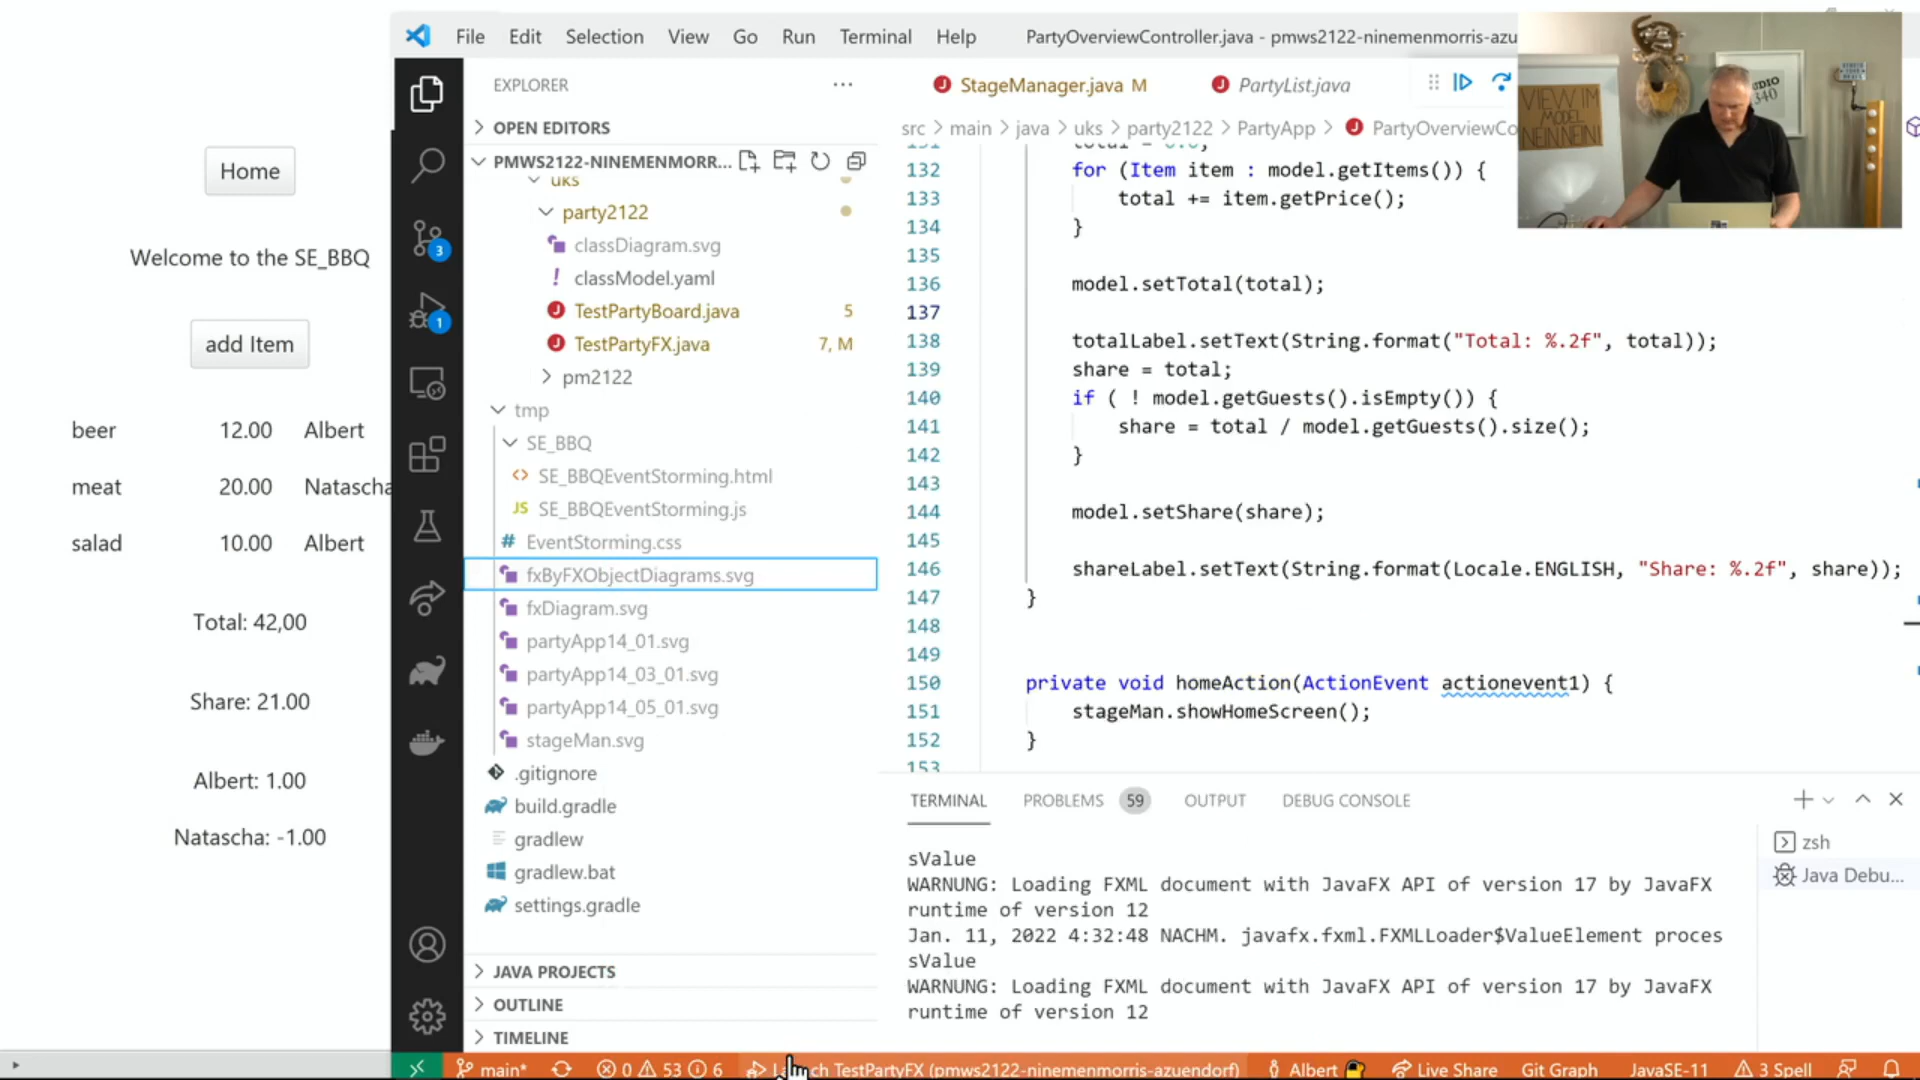 Home
Welcome to the SE_BBQ
add Item
beer 12.00 Albert
meat 20.00 Natascha
salad 10.00 Albert
Total: 42,00
Share: 21.00
Albert: 1.00
Natascha: -1.00
File Edit Selection View Go Run Terminal Help
PartyOverviewController.java - pmws2122-ninemenmorris-azu
EXPLORER
OPEN EDITORS
PMWS2122-NINEMENMORR...
uks
party2122
classDiagram.svg
! classModel.yaml
TestPartyBoard.java 5
TestPartyFX.java 7, M
pm2122
tmp
SE_BBQ
<> SE_BBQEventStorming.html
JS SE_BBQEventStorming.js
# EventStorming.css
fxByFXObjectDiagrams.svg
fxDiagram.svg
partyApp14_01.svg
partyApp14_03_01.svg
partyApp14_05_01.svg
stageMan.svg
.gitignore
build.gradle
gradlew
gradlew.bat
settings.gradle
JAVA PROJECTS
OUTLINE
TIMELINE
3
1
StageManager.java M
PartyList.java
src > main > java > uks > party2122 > PartyApp > PartyOverviewCo
131 total = 0.0;
132 for (Item item : model.getItems()) {
133 total += item.getPrice();
134 }
135
136 model.setTotal(total);
137
138 totalLabel.setText(String.format("Total: %.2f", total));
139 share = total;
140 if ( ! model.getGuests().isEmpty()) {
141 share = total / model.getGuests().size();
142 }
143
144 model.setShare(share);
145
146 shareLabel.setText(String.format(Locale.ENGLISH, "Share: %.2f", share));
147 }
148
149
150 private void homeAction(ActionEvent actionevent1) {
151 stageMan.showHomeScreen();
152 }
153
TERMINAL PROBLEMS 59 OUTPUT DEBUG CONSOLE
sValue
WARNUNG: Loading FXML document with JavaFX API of version 17 by JavaFX
runtime of version 12
Jan. 11, 2022 4:32:48 NACHM. javafx.fxml.FXMLLoader$ValueElement proces
sValue
WARNUNG: Loading FXML document with JavaFX API of version 17 by JavaFX
runtime of version 12
zsh
Java Debu...
VIEW IM
MODEL
NEIN NEIN!
main* 0 53 6
TestPartyFX (pmws2122-ninemenmorris-azuendorf) Albert Live Share Git Graph JavaSE-11 3 Spell